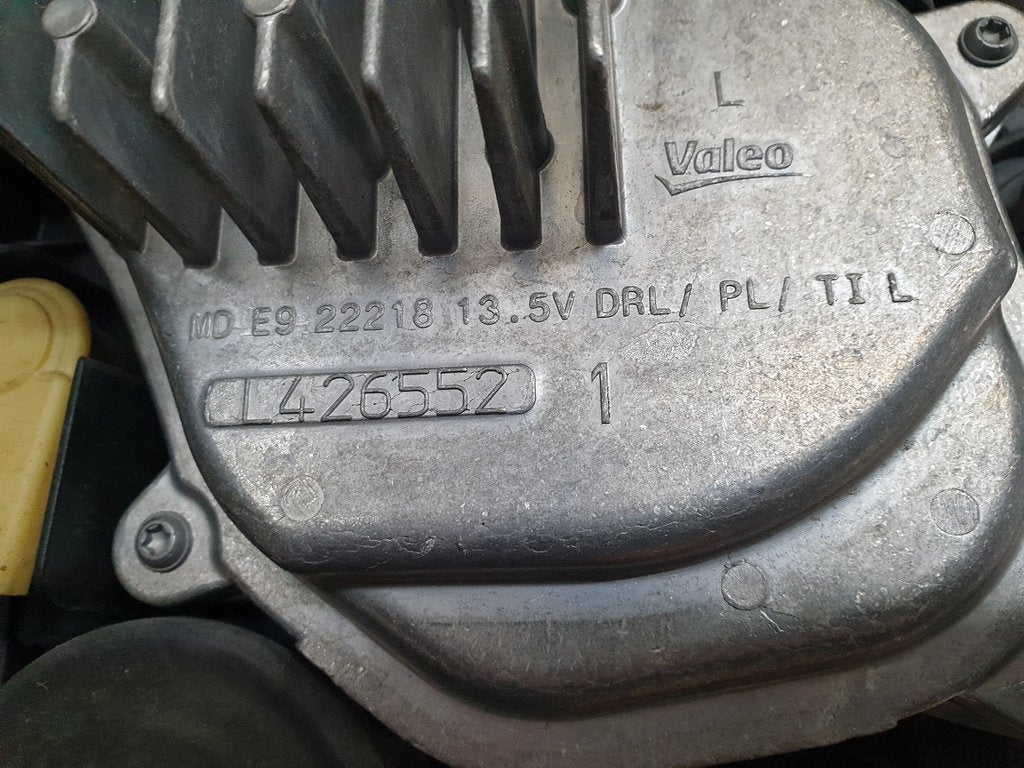 L
Valeo
MD E9 22218 13.5V DRL/ PL/ TI L
L426552 1